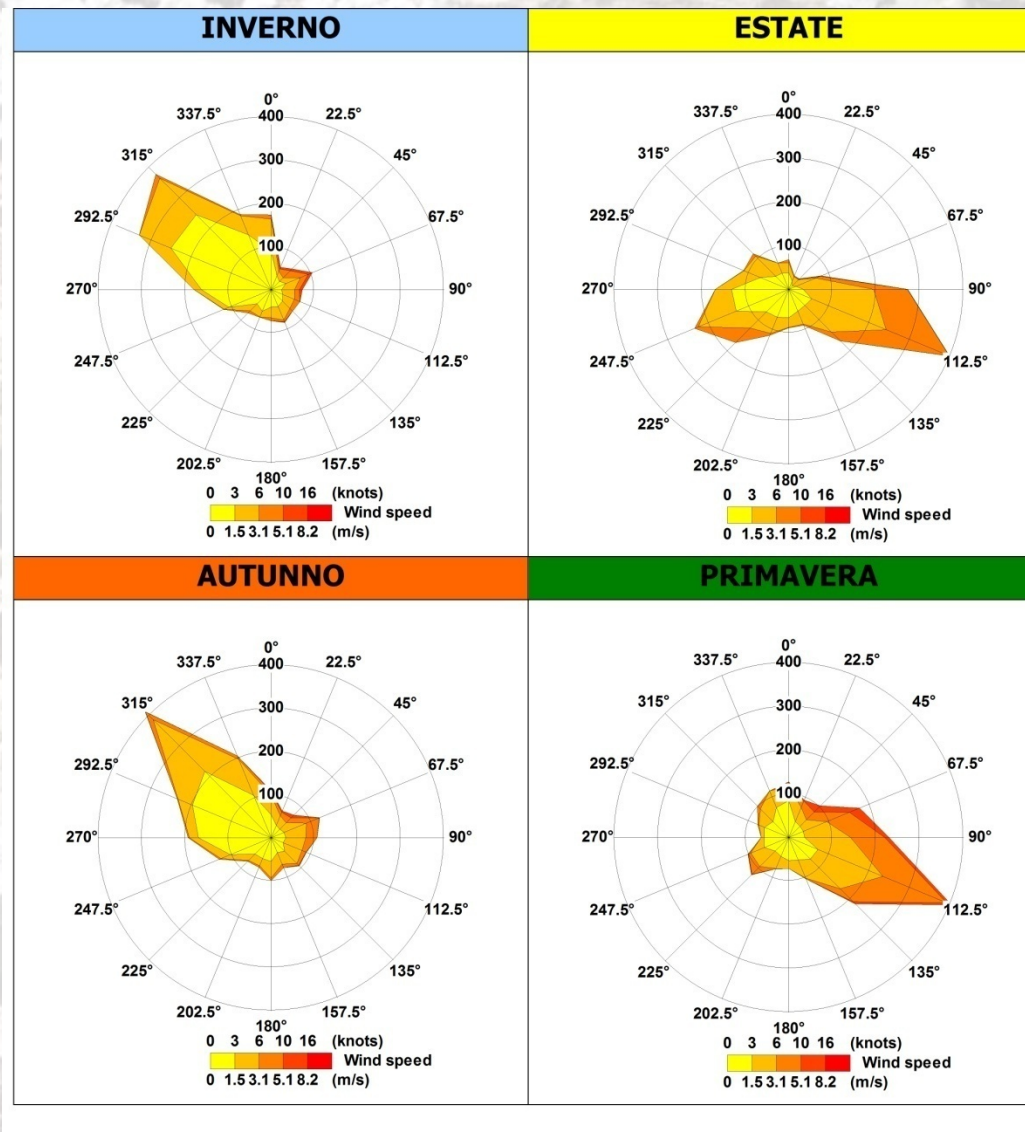 INVERNO
0°
400
337.5° 22.5°
315° 300 45°
200
292.5° 67.5°
100
270° 90°
247.5° 112.5°
225° 135°
202.5° 157.5°
180°
0 3 6 10 16 (knots)
Wind speed
0 1.5 3.1 5.1 8.2 (m/s)
ESTATE
0°
400
337.5° 22.5°
315° 300 45°
200
292.5° 67.5°
100
270° 90°
247.5° 112.5°
225° 135°
202.5° 157.5°
180°
0 3 6 10 16 (knots)
Wind speed
0 1.5 3.1 5.1 8.2 (m/s)
AUTUNNO
0°
400
337.5° 22.5°
315° 300 45°
200
292.5° 67.5°
100
270° 90°
247.5° 112.5°
225° 135°
202.5° 157.5°
180°
0 3 6 10 16 (knots)
Wind speed
0 1.5 3.1 5.1 8.2 (m/s)
PRIMAVERA
0°
400
337.5° 22.5°
315° 300 45°
200
292.5° 67.5°
100
270° 90°
247.5° 112.5°
225° 135°
202.5° 157.5°
180°
0 3 6 10 16 (knots)
Wind speed
0 1.5 3.1 5.1 8.2 (m/s)